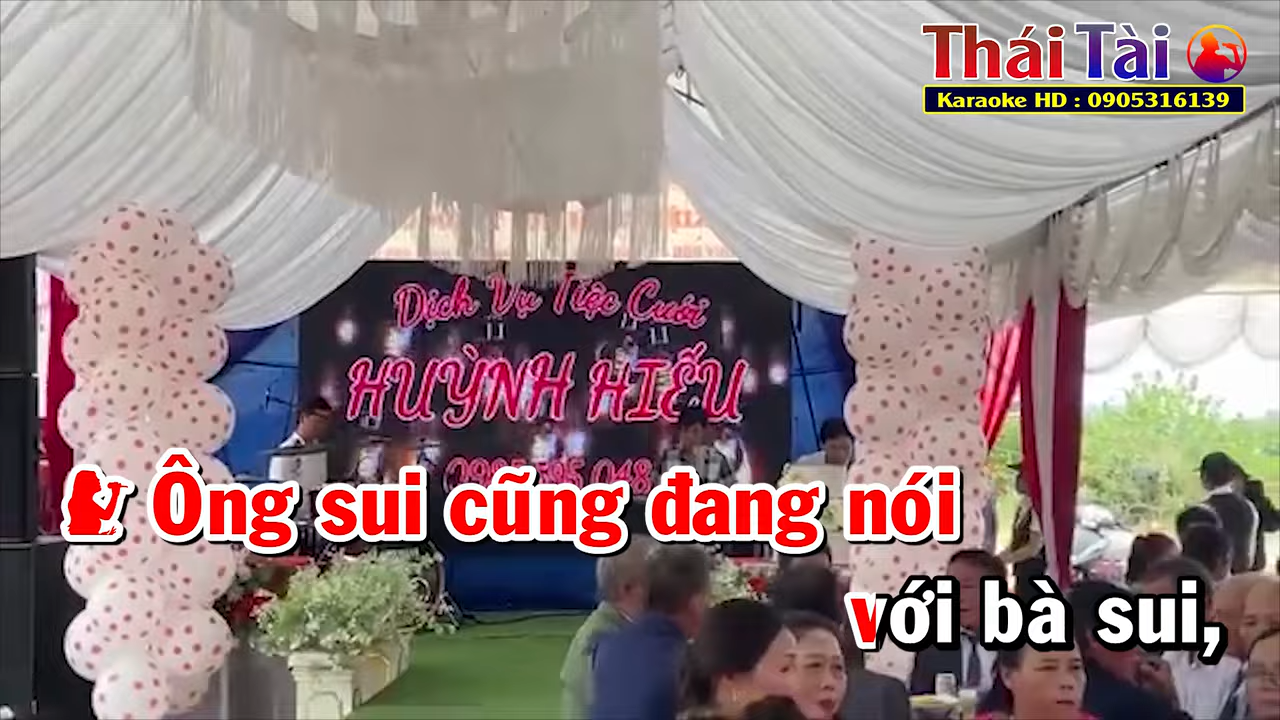 Thái Tài
Karaoke HD : 0905316139
Dịch Vụ Tiệc Cưới
HUỲNH HIẾU
Ông sui cũng đang nói
với bà sui,